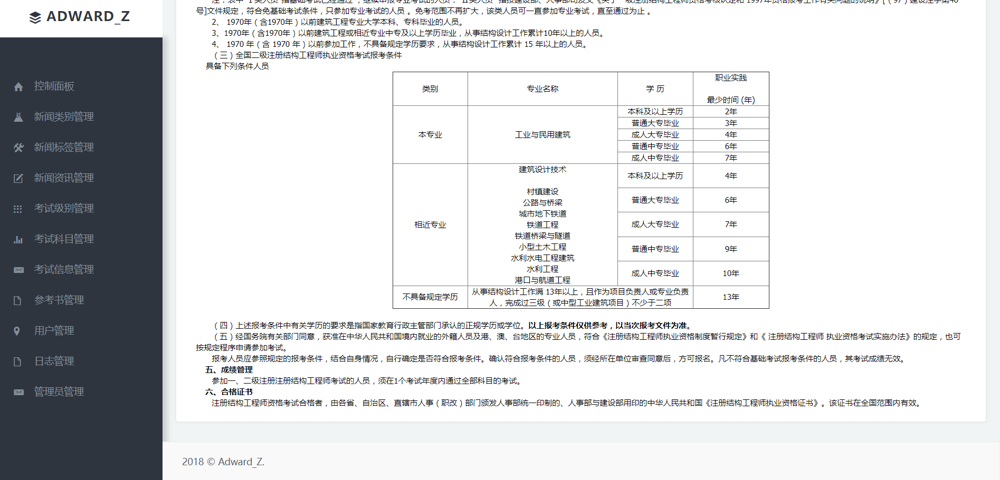 ADWARD_Z
控制面板
新闻类别管理
新闻标签管理
新闻资讯管理
考试级别管理
考试科目管理
考试信息管理
参考书管理
用户管理
日志管理
管理员管理
号]文件规定，符合免基础考试条件，只参加专业考试的人员 。免考范围不再扩大，该类人员可一直参加专业考试，直至通过为止 。
2、 1970年（含1970年）以前建筑工程专业大学本科、专科毕业的人员。
3、1970年（含1970年）以前建筑工程或相近专业中专及以上学历毕业，从事结构设计工作累计10年以上的人员。
4、 1970 年（含 1970 年）以前参加工作，不具备规定学历要求，从事结构设计工作累计 15 年以上的人员。
（三）全国二级注册结构工程师执业资格考试报考条件
具备下列条件人员
类别 专业名称 学 历 职业实践
最少时间 (年)
本专业 工业与民用建筑 本科及以上学历 2年
普通大专毕业 3年
成人大专毕业 4年
普通中专毕业 6年
成人中专毕业 7年
相近专业
建筑设计技术
村镇建设
公路与桥梁
城市地下铁道
铁道工程
铁道桥梁与隧道
小型土木工程
水利水电工程建筑
水利工程
港口与航道工程
本科及以上学历 4年
普通大专毕业 6年
成人大专毕业 7年
普通中专毕业 9年
成人中专毕业 10年
不具备规定学历 从事结构设计工作满 13年以上，且作为项目负责人或专业负责
人，完成过三级（或中型工业建筑项目）不少于二项 13年
（四）上述报考条件中有关学历的要求是指国家教育行政主管部门承认的正规学历或学位。以上报考条件仅供参考，以当次报考文件为准。
（五）经国务院有关部门同意，获准在中华人民共和国境内就业的外籍人员及港、澳、台地区的专业人员，符合《注册结构工程师执业资格制度暂行规定》和《 注册结构工程师 执业资格考试实施办法》的规定，也可
按规定程序申请参加考试。
报考人员应参照规定的报考条件，结合自身情况，自行确定是否符合报考条件。确认符合报考条件的人员，须经所在单位审查同意后，方可报名。凡不符合基础考试报考条件的人员，其考试成绩无效。
五、成绩管理
参加一、二级注册注册结构工程师考试的人员，须在1个考试年度内通过全部科目的考试。
六、合格证书
注册结构工程师资格考试合格者，由各省、自治区、直辖市人事（职改）部门颁发人事部统一印制的、人事部与建设部用印的中华人民共和国《注册结构工程师执业资格证书》。该证书在全国范围内有效。
2018 © Adward_Z.